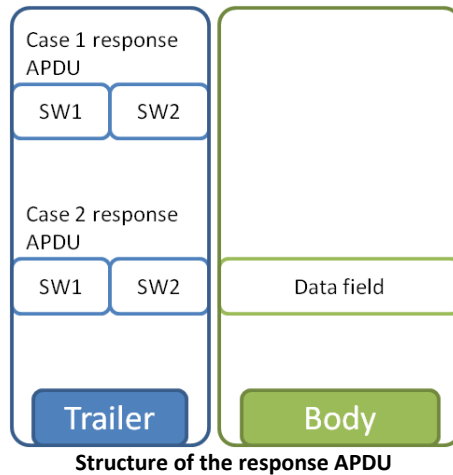 Case 1 response
APDU
SW1 SW2
Case 2 response
APDU
SW1 SW2 Data field
Trailer Body
Structure of the response APDU